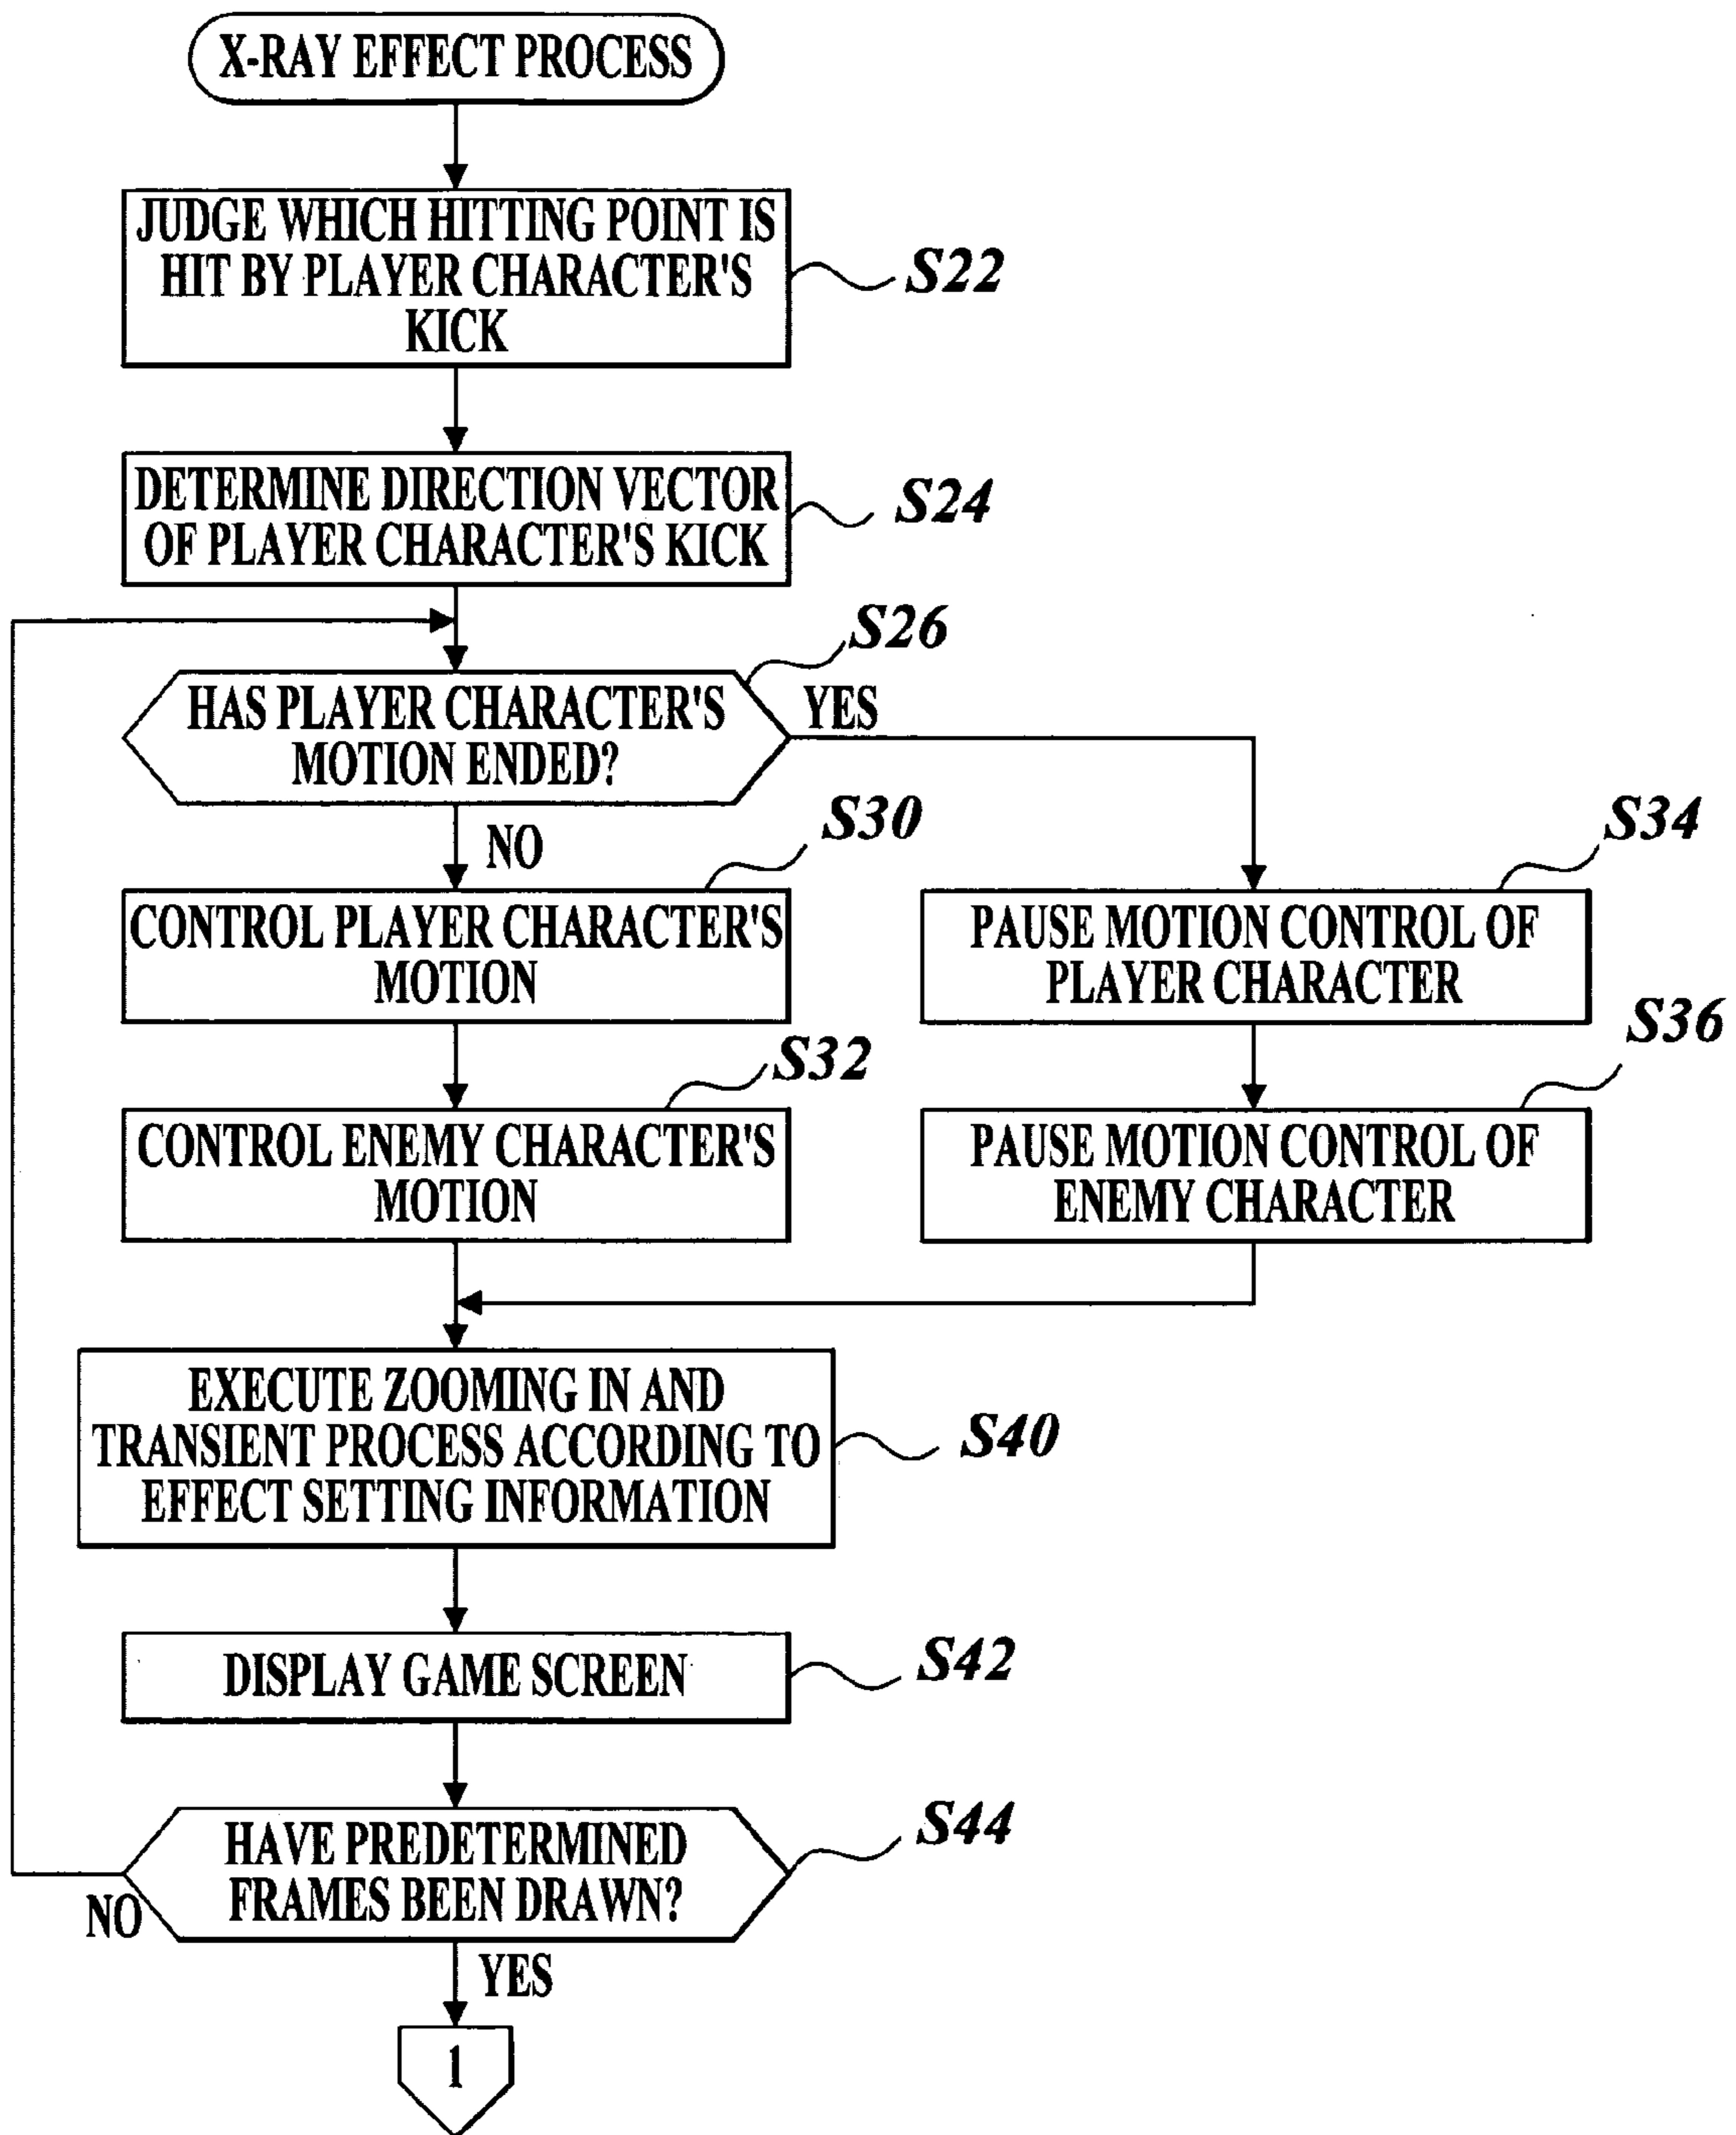 X-RAY EFFECT PROCESS
JUDGE WHICH HITTING POINT IS
HIT BY PLAYER CHARACTER'S
KICK
S22
DETERMINE DIRECTION VECTOR
OF PLAYER CHARACTER'S KICK
S24
S26
HAS PLAYER CHARACTER'S
MOTION ENDED?
YES
NO
S30
S34
CONTROL PLAYER CHARACTER'S
MOTION
PAUSE MOTION CONTROL OF
PLAYER CHARACTER
S32
S36
CONTROL ENEMY CHARACTER'S
MOTION
PAUSE MOTION CONTROL OF
ENEMY CHARACTER
EXECUTE ZOOMING IN AND
TRANSIENT PROCESS ACCORDING TO
EFFECT SETTING INFORMATION
S40
DISPLAY GAME SCREEN
S42
HAVE PREDETERMINED
FRAMES BEEN DRAWN?
S44
NO
YES
1